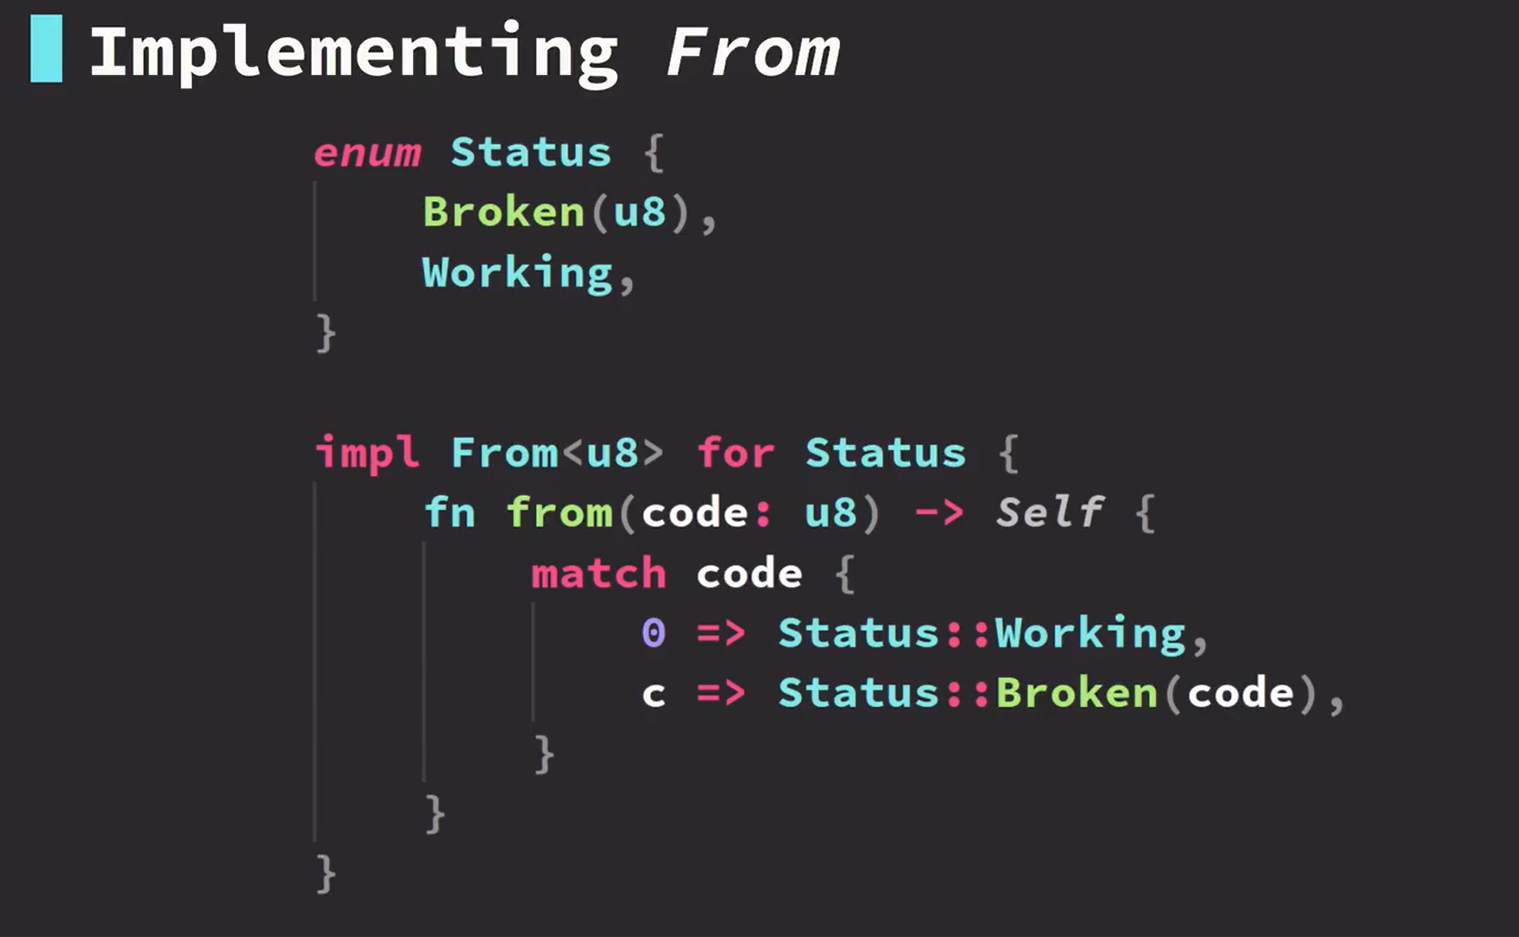 Implementing From
enum Status {
    Broken(u8),
    Working,
}
impl From<u8> for Status {
    fn from(code: u8) -> Self {
        match code {
            0 => Status::Working,
            c => Status::Broken(code),
        }
    }
}